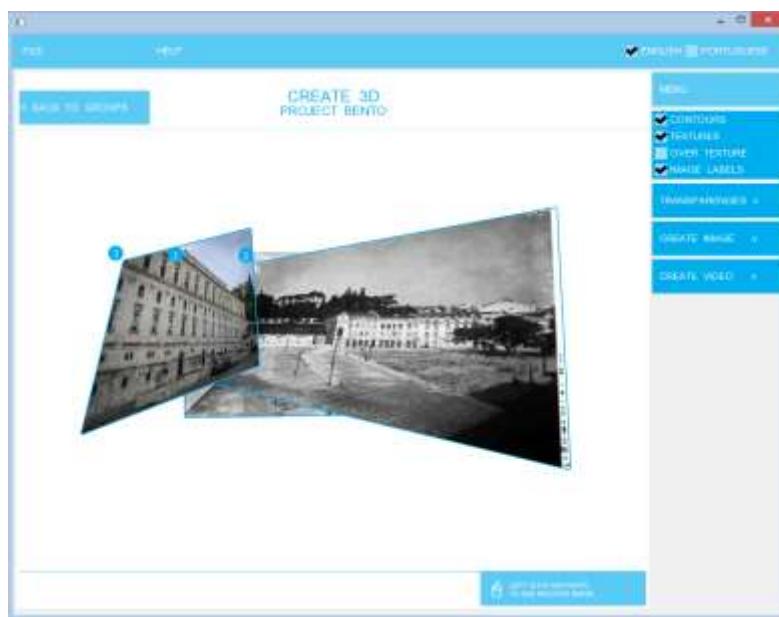 FILE HELP ENGLISH PORTUGUESE
< BACK TO GROUPS
CREATE 3D
PROJECT BENTO
MENU
CONTOURS
TEXTURES
OVER TEXTURE
IMAGE LABELS
TRANSPARENCIES
CREATE IMAGE
CREATE VIDEO